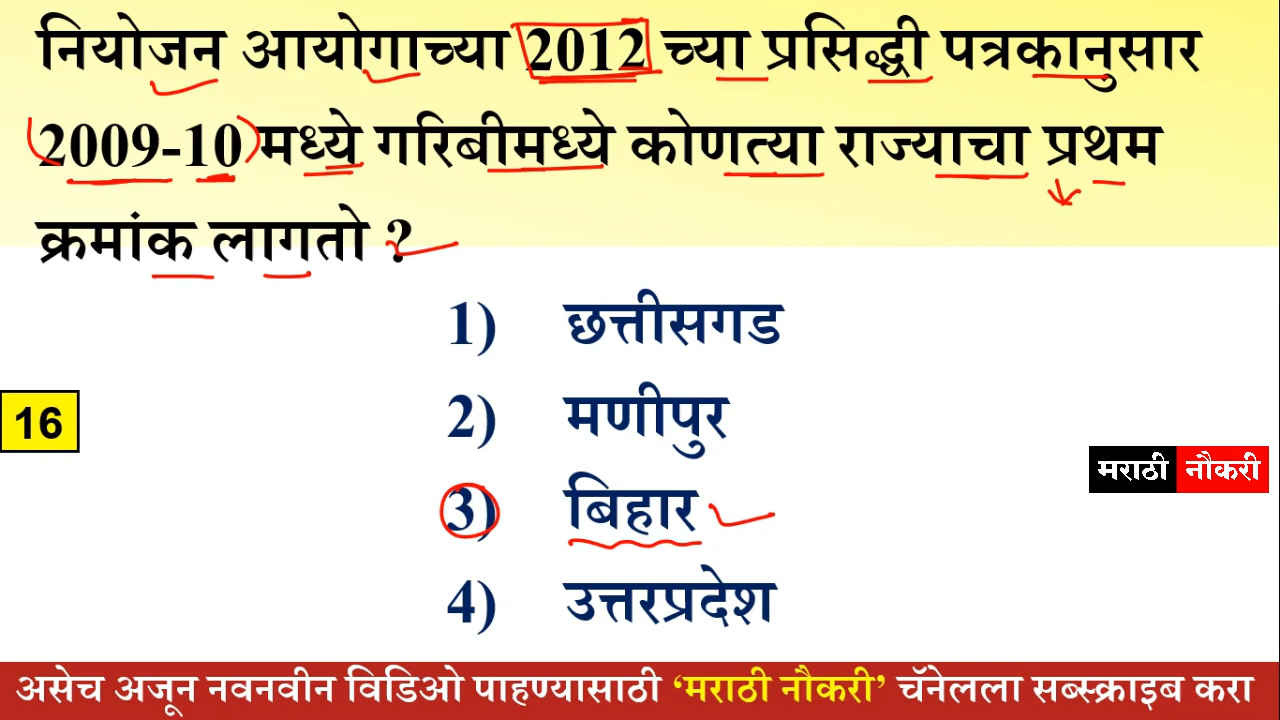 नियोजन आयोगाच्या 2012 च्या प्रसिद्धी पत्रकानुसार
2009-10 मध्ये गरिबीमध्ये कोणत्या राज्याचा प्रथम
क्रमांक लागतो ?
1) छत्तीसगड
2) मणीपुर
16
मराठी नौकरी
3) बिहार
4) उत्तरप्रदेश
असेच अजून नवनवीन विडिओ पाहण्यासाठी ‘मराठी नौकरी’ चॅनेलला सब्स्क्राइब करा